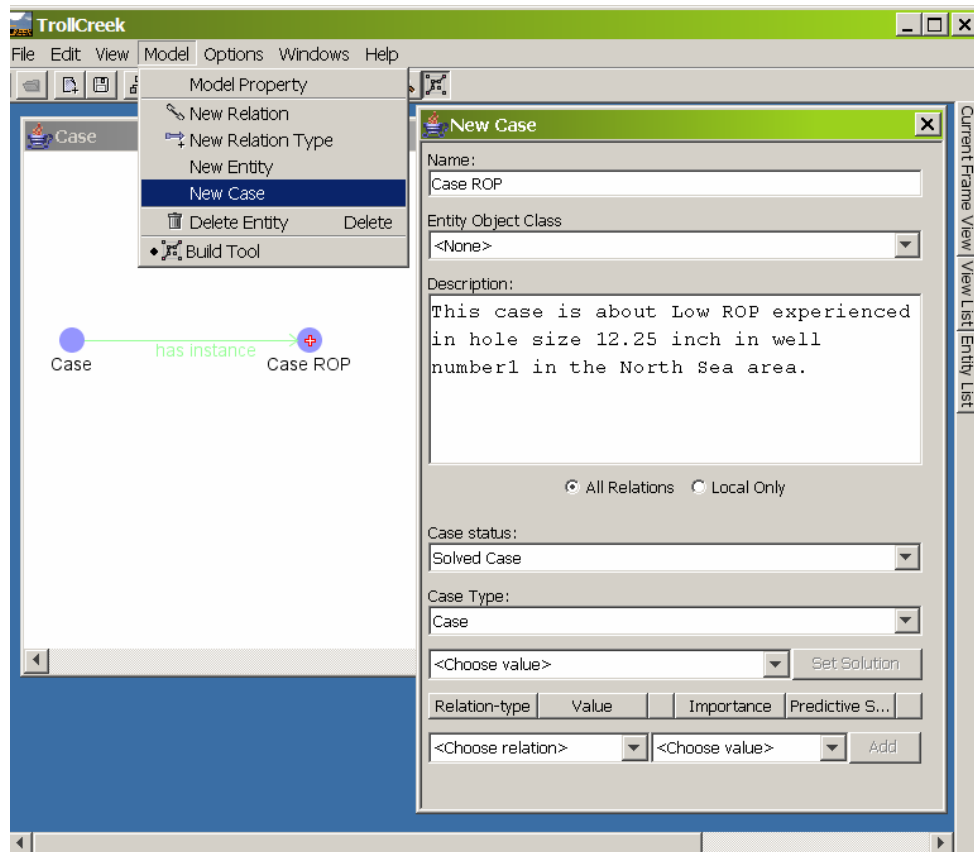 TrollCreek
File Edit View Model Options Windows Help
Model Property
New Relation
New Relation Type
New Entity
New Case
Delete Entity Delete
Build Tool
Case
Case
has instance
Case ROP
New Case
Name:
Case ROP
Entity Object Class
<None>
Description:
This case is about Low ROP experienced
in hole size 12.25 inch in well
number1 in the North Sea area.
All Relations Local Only
Case status:
Solved Case
Case Type:
Case
<Choose value> Set Solution
Relation-type Value Importance Predictive S...
<Choose relation> <Choose value> Add
Current Frame View View List Entity List